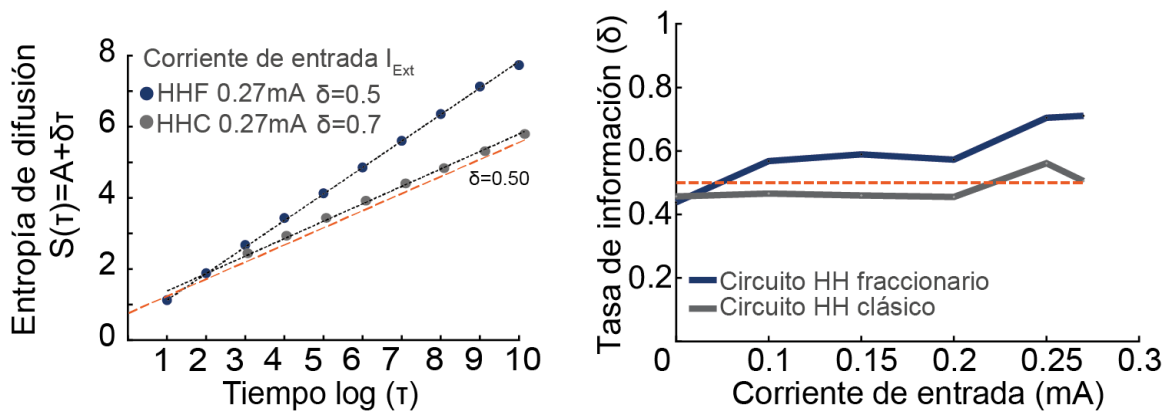 Entropía de difusión
S(τ)=A+δτ
8
6
4
2
0
Corriente de entrada I_Ext
HHF 0.27mA δ=0.5
HHC 0.27mA δ=0.7
δ=0.50
1 2 3 4 5 6 7 8 9 10
Tiempo log (τ)
Tasa de información (δ)
1
0.8
0.6
0.4
0.2
Circuito HH fraccionario
Circuito HH clásico
0 0.1 0.15 0.2 0.25 0.3
Corriente de entrada (mA)